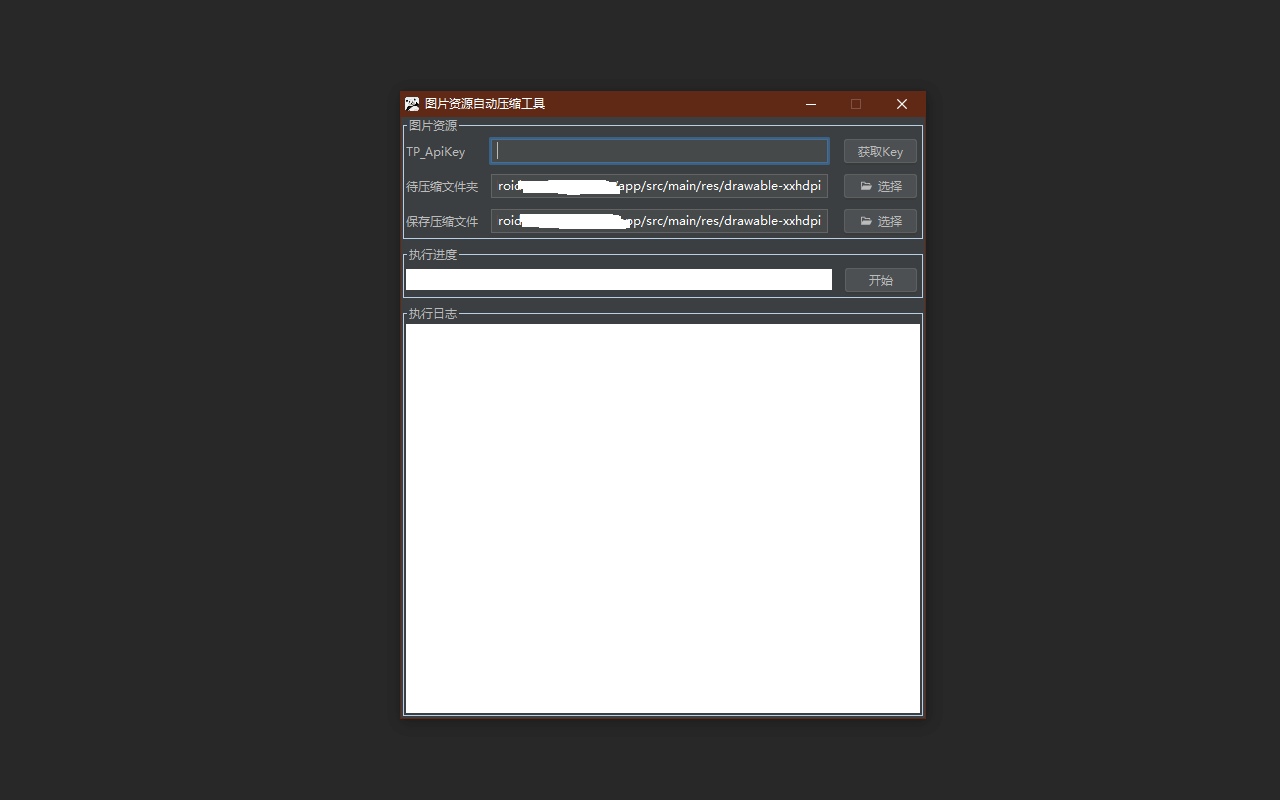 图片资源自动压缩工具
图片资源
TP_ApiKey 获取Key
待压缩文件夹 roid /app/src/main/res/drawable-xxhdpi 选择
保存压缩文件 roid pp/src/main/res/drawable-xxhdpi 选择
执行进度
开始
执行日志